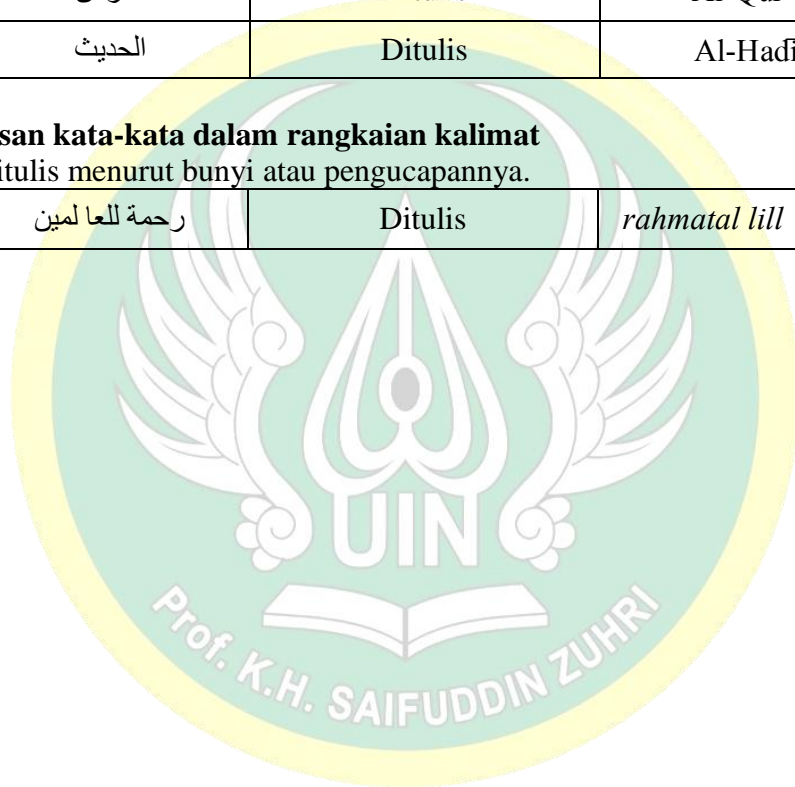 الحديث Ditulis Al-Hadi
san kata-kata dalam rangkaian kalimat
itulis menurut bunyi atau pengucapannya.
رحمة للعا لمين Ditulis rahmatal lill
UIN
Prof. K.H. SAIFUDDIN ZUHRI